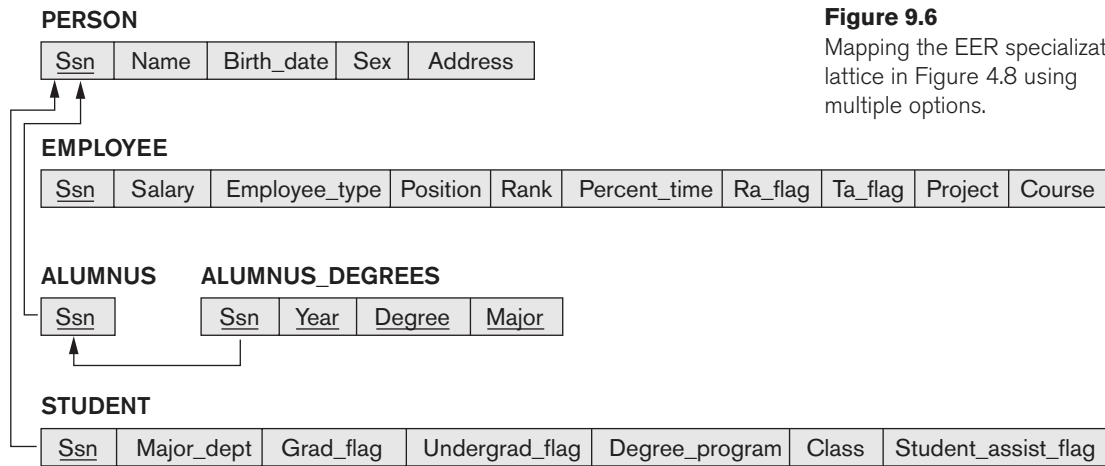 PERSON
Ssn Name Birth_date Sex Address
Figure 9.6
Mapping the EER specializat
lattice in Figure 4.8 using
multiple options.
EMPLOYEE
Ssn Salary Employee_type Position Rank Percent_time Ra_flag Ta_flag Project Course
ALUMNUS
Ssn
ALUMNUS_DEGREES
Ssn Year Degree Major
STUDENT
Ssn Major_dept Grad_flag Undergrad_flag Degree_program Class Student_assist_flag